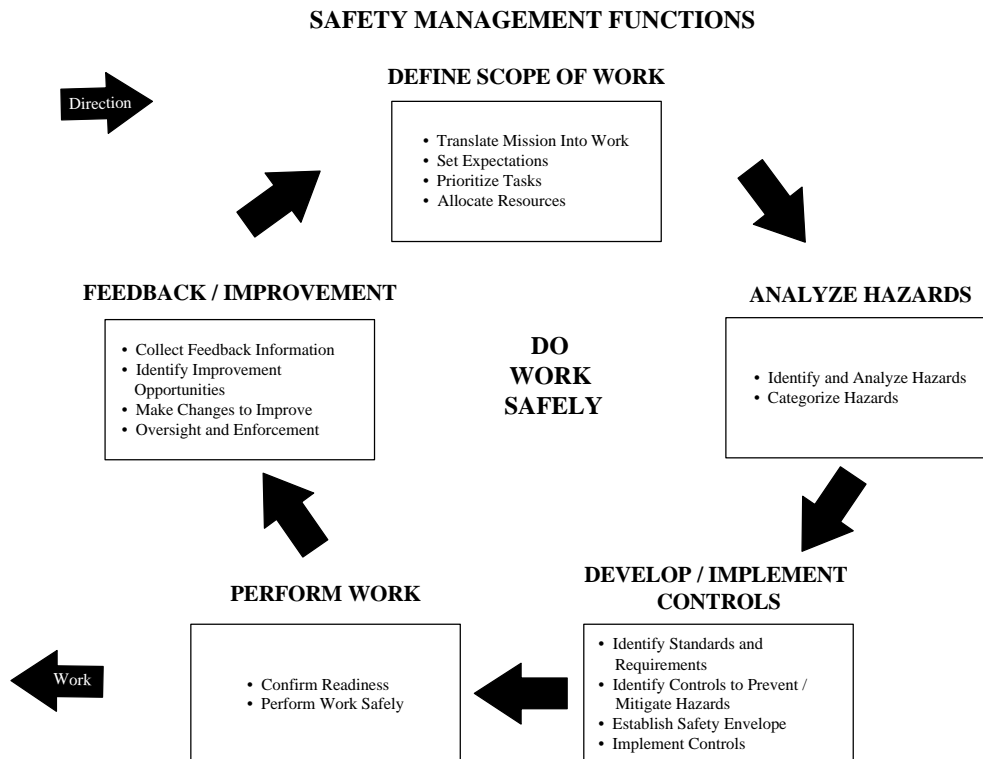 SAFETY MANAGEMENT FUNCTIONS
Direction
DEFINE SCOPE OF WORK
• Translate Mission Into Work
• Set Expectations
• Prioritize Tasks
• Allocate Resources
ANALYZE HAZARDS
• Identify and Analyze Hazards
• Categorize Hazards
DEVELOP / IMPLEMENT
CONTROLS
• Identify Standards and
Requirements
• Identify Controls to Prevent /
Mitigate Hazards
• Establish Safety Envelope
• Implement Controls
PERFORM WORK
• Confirm Readiness
• Perform Work Safely
Work
FEEDBACK / IMPROVEMENT
• Collect Feedback Information
• Identify Improvement
Opportunities
• Make Changes to Improve
• Oversight and Enforcement
DO
WORK
SAFELY